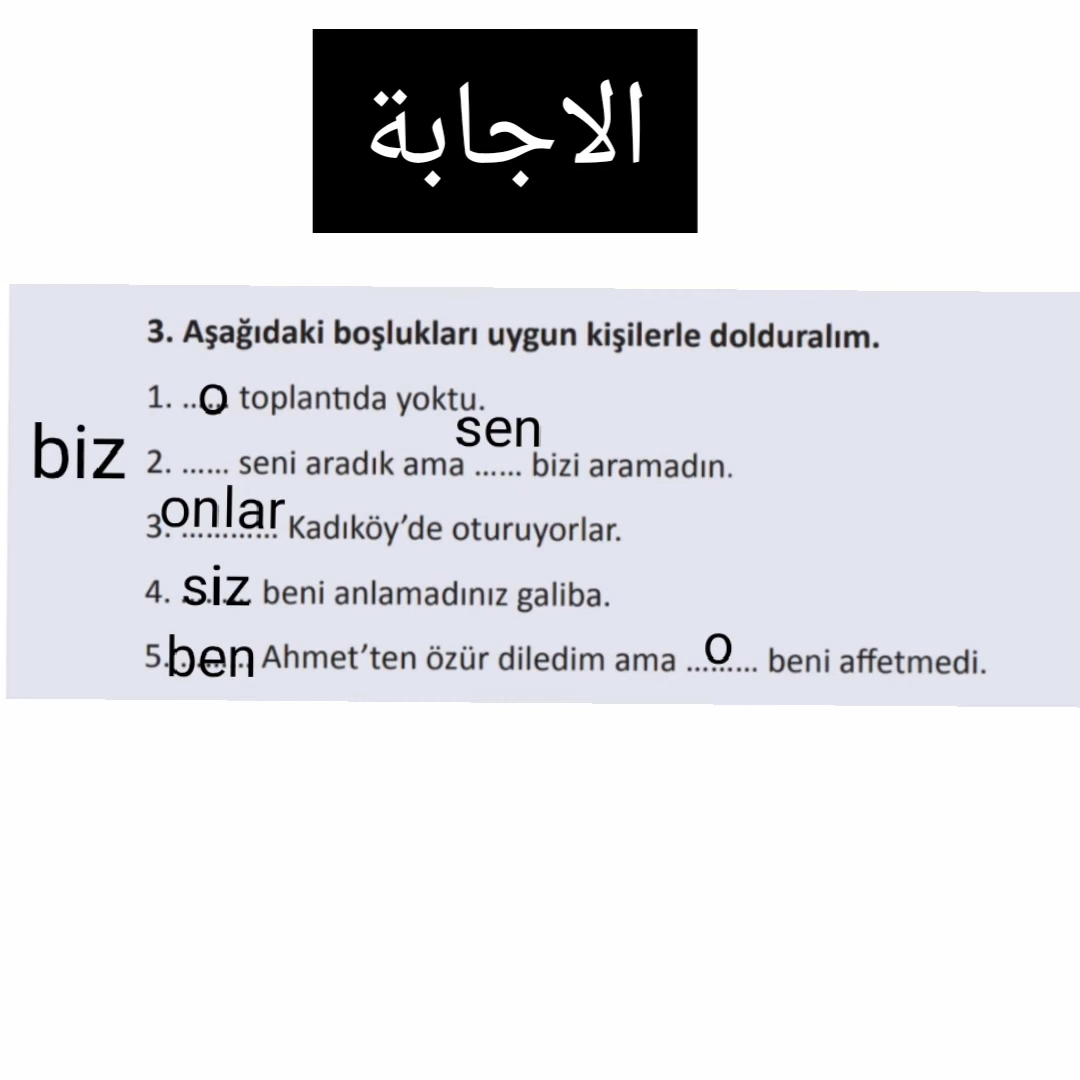 الاجابة
3. Aşağıdaki boşlukları uygun kişilerle dolduralım.
1. ..o.. toplantıda yoktu.
2. biz ...... seni aradık ama sen ...... bizi aramadın.
3. onlar ............ Kadıköy’de oturuyorlar.
4. siz ......... beni anlamadınız galiba.
5. ben ......... Ahmet’ten özür diledim ama o ......... beni affetmedi.